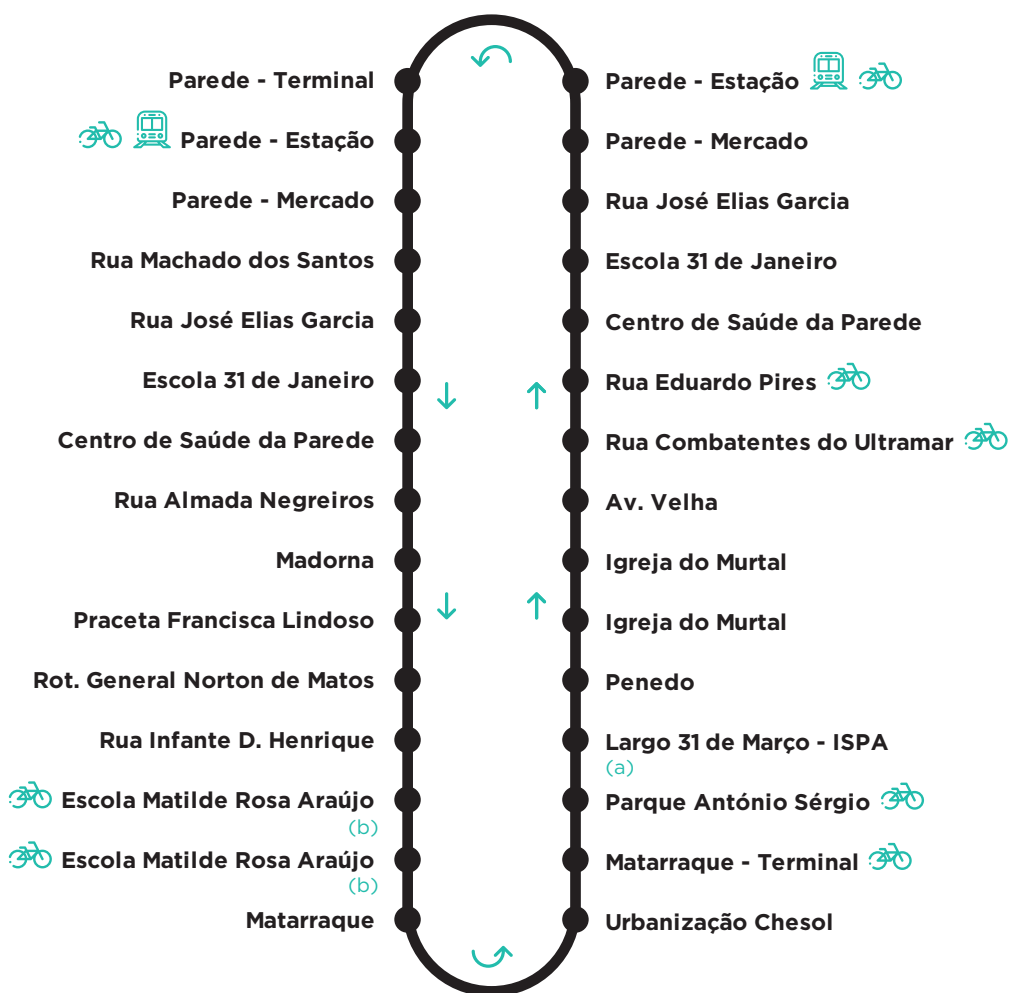 Parede - Terminal
Parede - Estação
Parede - Mercado
Rua Machado dos Santos
Rua José Elias Garcia
Escola 31 de Janeiro
Centro de Saúde da Parede
Rua Almada Negreiros
Madorna
Praceta Francisca Lindoso
Rot. General Norton de Matos
Rua Infante D. Henrique
Escola Matilde Rosa Araújo
(b)
Escola Matilde Rosa Araújo
(b)
Matarraque
Parede - Estação
Parede - Mercado
Rua José Elias Garcia
Escola 31 de Janeiro
Centro de Saúde da Parede
Rua Eduardo Pires
Rua Combatentes do Ultramar
Av. Velha
Igreja do Murtal
Igreja do Murtal
Penedo
Largo 31 de Março - ISPA
(a)
Parque António Sérgio
Matarraque - Terminal
Urbanização Chesol